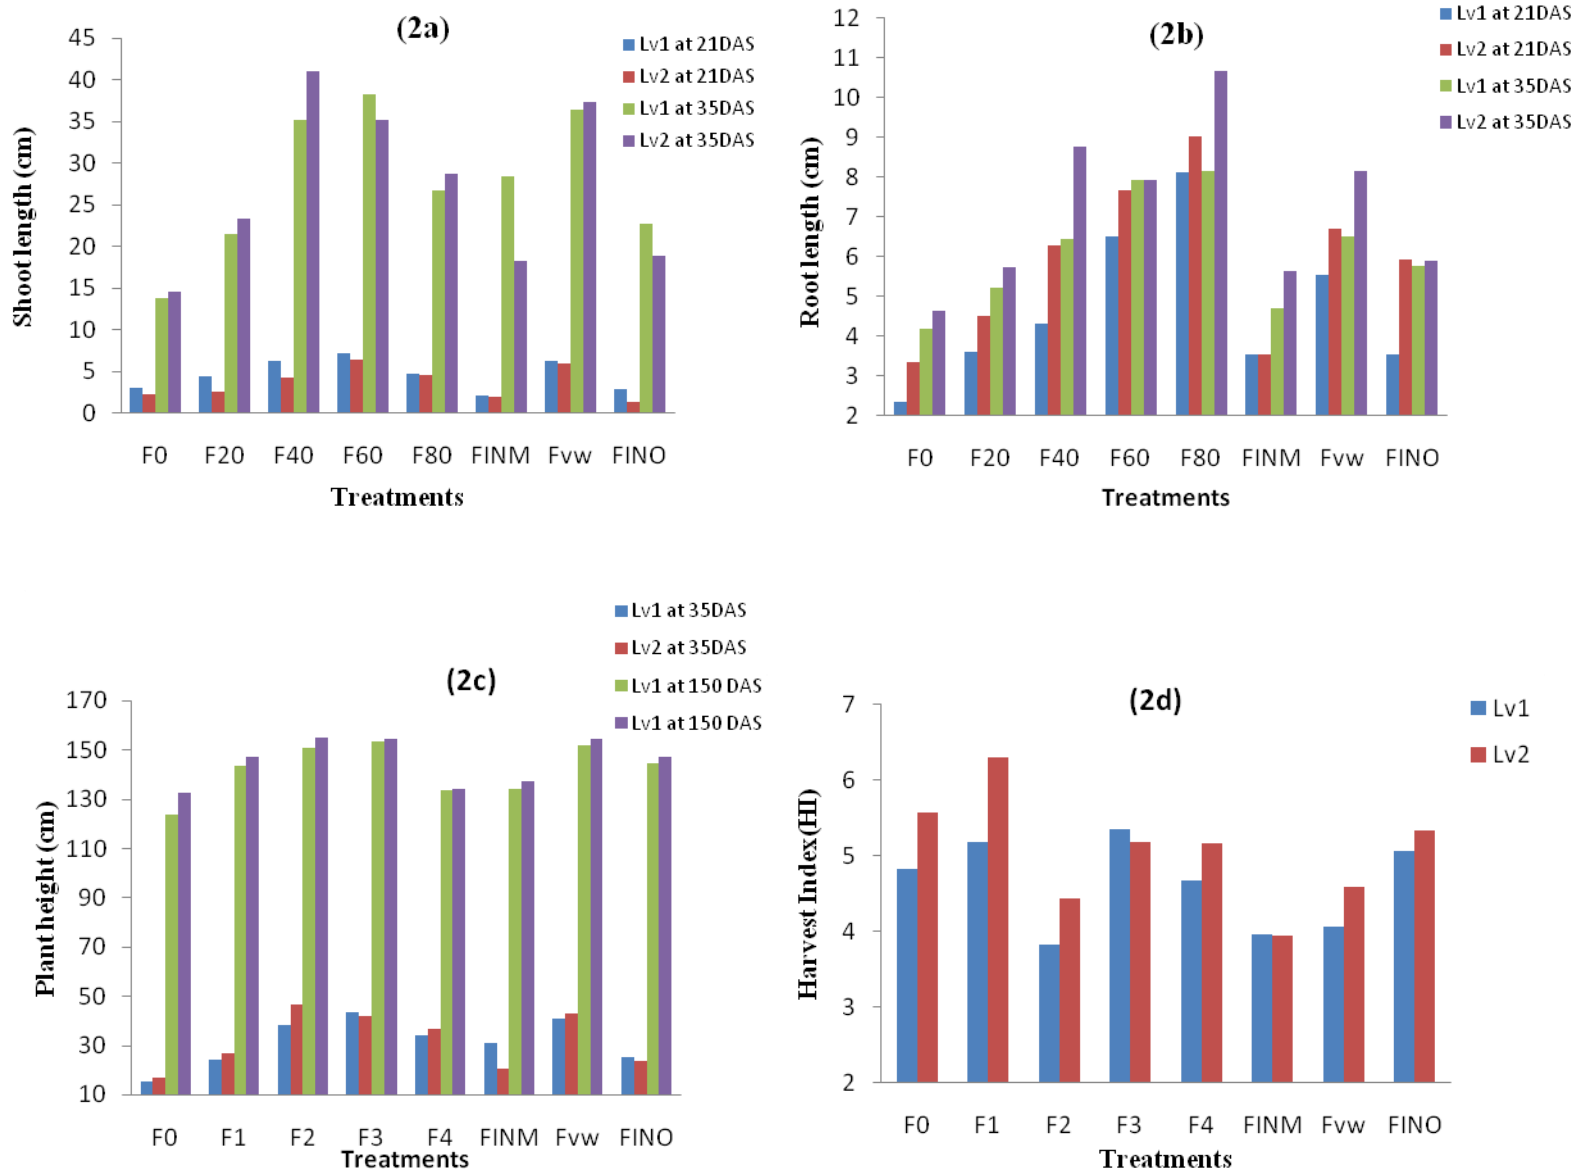 (2a)
45
40
35
30
25
20
15
10
5
0
Shoot length (cm)
Lv1 at 21DAS
Lv2 at 21DAS
Lv1 at 35DAS
Lv2 at 35DAS
F0 F20 F40 F60 F80 FINM Fvw FINO
Treatments
(2b)
12
11
10
9
8
7
6
5
4
3
2
Root length (cm)
Lv1 at 21DAS
Lv2 at 21DAS
Lv1 at 35DAS
Lv2 at 35DAS
F0 F20 F40 F60 F80 FINM Fvw FINO
Treatments
(2c)
170
150
130
110
90
70
50
30
10
Plant height (cm)
Lv1 at 35DAS
Lv2 at 35DAS
Lv1 at 150 DAS
Lv1 at 150 DAS
F0 F1 F2 F3 F4 FINM Fvw FINO
Treatments
(2d)
7
6
5
4
3
2
Harvest Index(HI)
Lv1
Lv2
F0 F1 F2 F3 F4 FINM Fvw FINO
Treatments